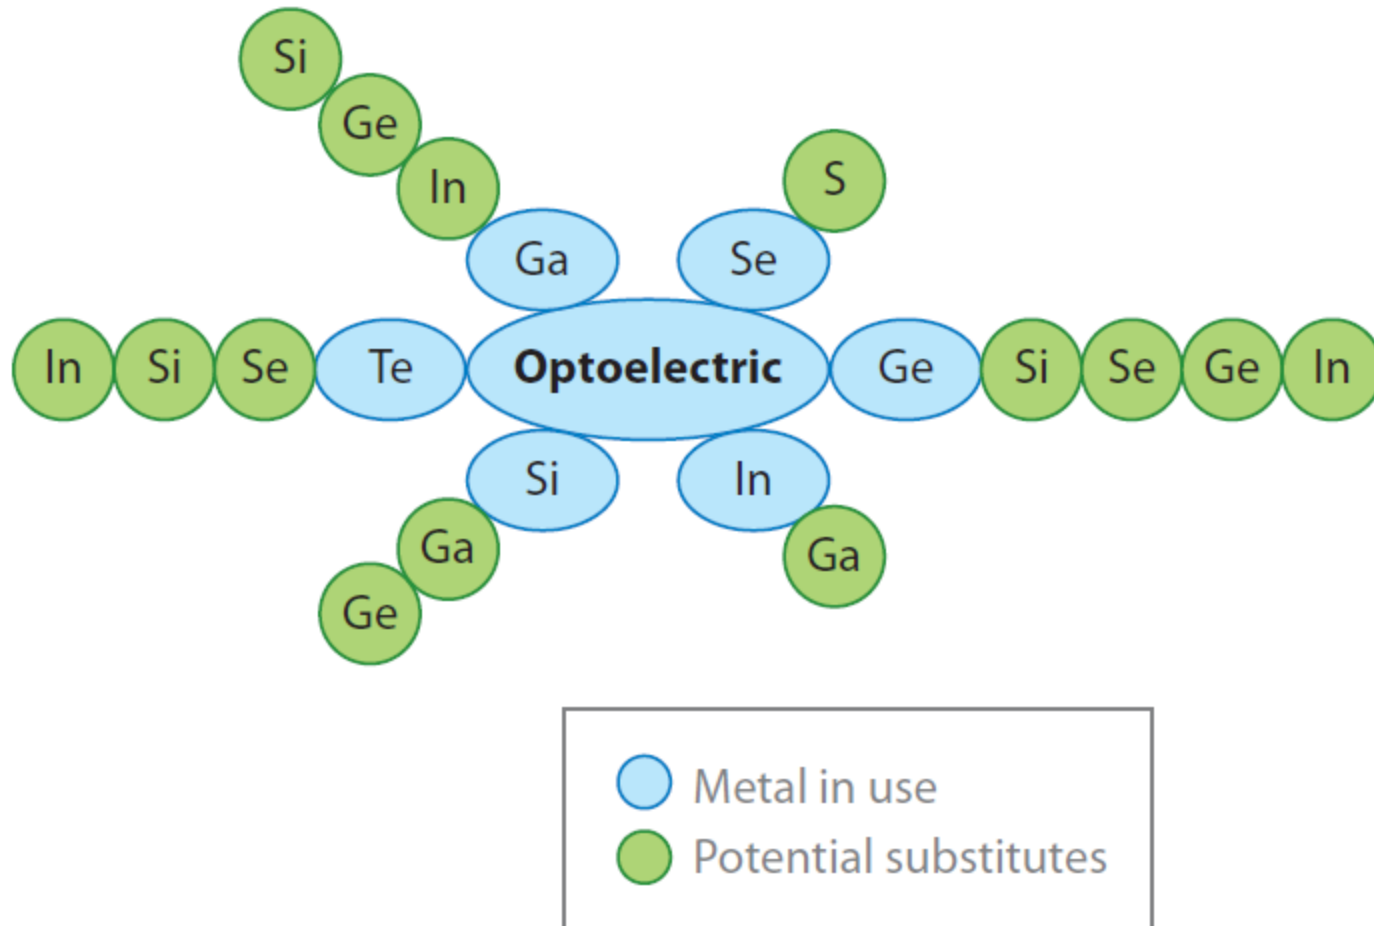 Si
Ge
In
S
Ga Se
In Si Se Te Optoelectric Ge Si Se Ge In
Si In
Ga Ga
Ge
Metal in use
Potential substitutes